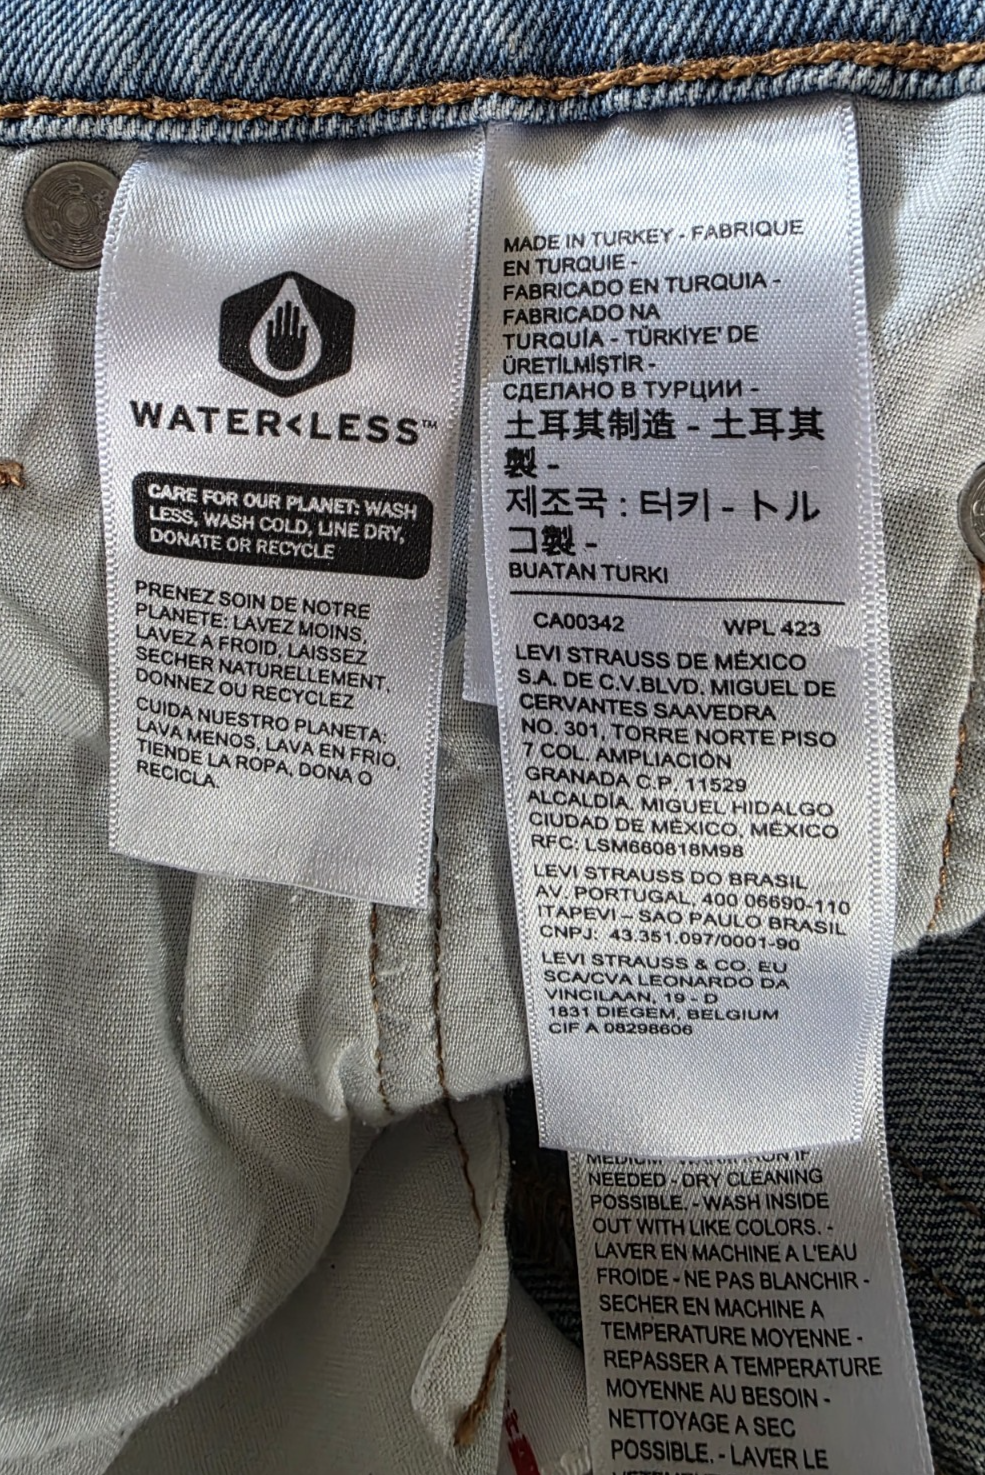 WATER<LESS™
CARE FOR OUR PLANET: WASH
LESS, WASH COLD, LINE DRY,
DONATE OR RECYCLE
PRENEZ SOIN DE NOTRE
PLANETE: LAVEZ MOINS,
LAVEZ A FROID, LAISSEZ
SECHER NATURELLEMENT,
DONNEZ OU RECYCLEZ
CUIDA NUESTRO PLANETA:
LAVA MENOS, LAVA EN FRIO,
TIENDE LA ROPA, DONA O
RECICLA.
MADE IN TURKEY - FABRIQUE
EN TURQUIE -
FABRICADO EN TURQUIA -
FABRICADO NA
TURQUÍA - TÜRKİYE' DE
ÜRETİLMİŞTİR -
СДЕЛАНО В ТУРЦИИ -
土耳其制造 - 土耳其
製 -
제조국 : 터키 - トル
コ製 -
BUATAN TURKI
CA00342 WPL 423
LEVI STRAUSS DE MÉXICO
S.A. DE C.V.BLVD. MIGUEL DE
CERVANTES SAAVEDRA
NO. 301, TORRE NORTE PISO
7 COL. AMPLIACIÓN
GRANADA C.P. 11529
ALCALDÍA. MIGUEL HIDALGO
CIUDAD DE MÉXICO, MÉXICO
RFC: LSM660818M98
LEVI STRAUSS DO BRASIL
AV. PORTUGAL, 400 06690-110
ITAPEVI – SAO PAULO BRASIL
CNPJ: 43.351.097/0001-90
LEVI STRAUSS & CO. EU
SCA/CVA LEONARDO DA
VINCILAAN, 19 - D
1831 DIEGEM, BELGIUM
CIF A 08298606
MEDIUM IF
NEEDED - DRY CLEANING
POSSIBLE. - WASH INSIDE
OUT WITH LIKE COLORS. -
LAVER EN MACHINE A L'EAU
FROIDE - NE PAS BLANCHIR -
SECHER EN MACHINE A
TEMPERATURE MOYENNE -
REPASSER A TEMPERATURE
MOYENNE AU BESOIN -
NETTOYAGE A SEC
POSSIBLE. - LAVER LE